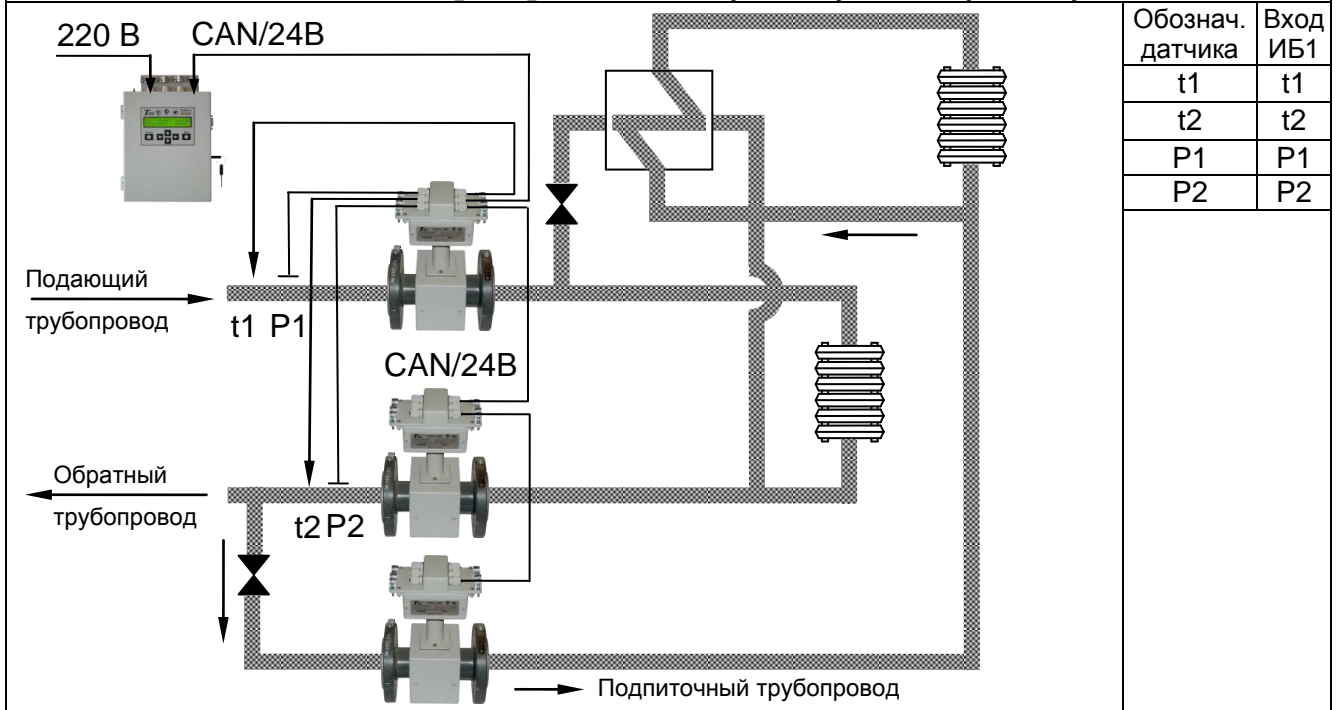 220 В
CAN/24В
Обознач. датчика
Вход ИБ1
t1
t1
t2
t2
P1
P1
P2
P2
Подающий
трубопровод
t1 P1
CAN/24В
Обратный
трубопровод
t2 P2
Подпиточный трубопровод